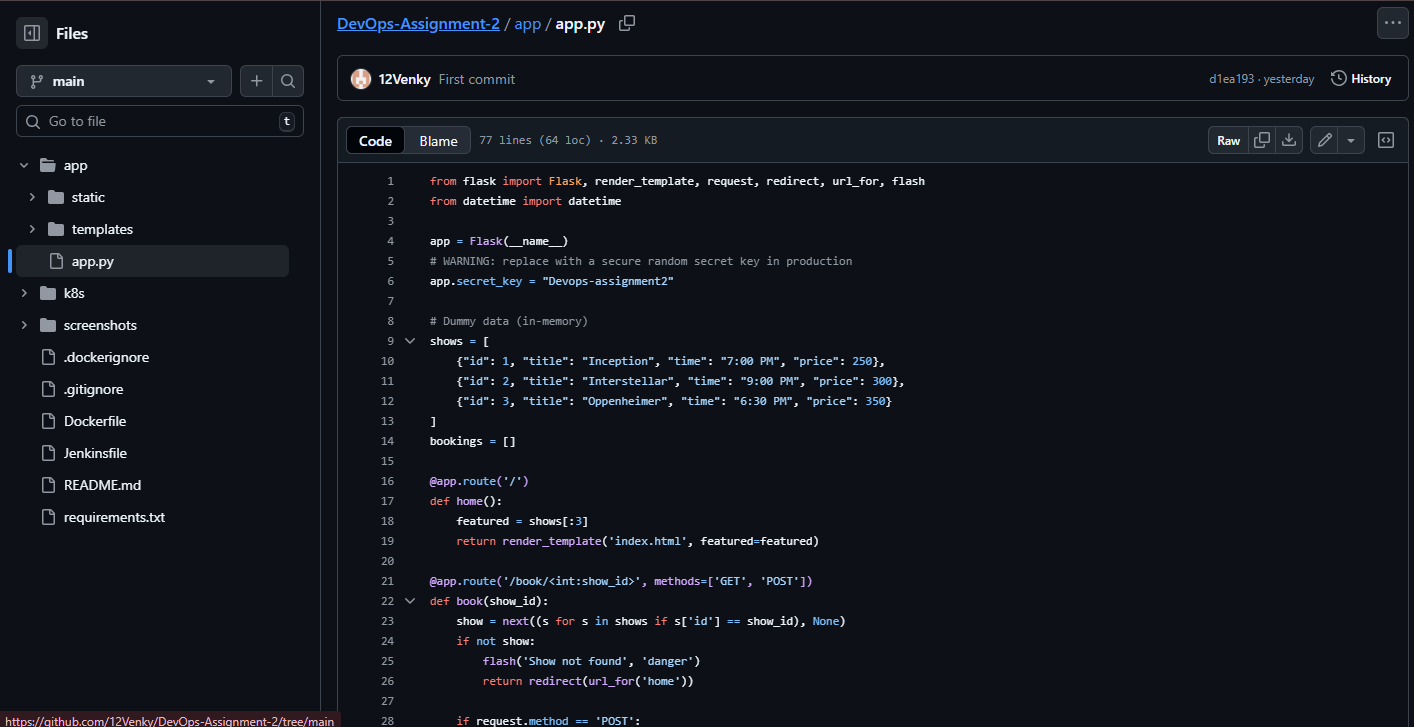 Files
main
Go to file
t
app
static
templates
app.py
k8s
screenshots
.dockerignore
.gitignore
Dockerfile
Jenkinsfile
README.md
requirements.txt
https://github.com/12Venky/DevOps-Assignment-2/tree/main
DevOps-Assignment-2 / app / app.py
12Venky First commit
d1ea193 · yesterday
History
Code Blame 77 lines (64 loc) · 2.33 KB
Raw
1 from flask import Flask, render_template, request, redirect, url_for, flash
2 from datetime import datetime
3
4 app = Flask(__name__)
5 # WARNING: replace with a secure random secret key in production
6 app.secret_key = "Devops-assignment2"
7
8 # Dummy data (in-memory)
9 shows = [
10     {"id": 1, "title": "Inception", "time": "7:00 PM", "price": 250},
11     {"id": 2, "title": "Interstellar", "time": "9:00 PM", "price": 300},
12     {"id": 3, "title": "Oppenheimer", "time": "6:30 PM", "price": 350}
13 ]
14 bookings = []
15
16 @app.route('/')
17 def home():
18     featured = shows[:3]
19     return render_template('index.html', featured=featured)
20
21 @app.route('/book/<int:show_id>', methods=['GET', 'POST'])
22 def book(show_id):
23     show = next((s for s in shows if s['id'] == show_id), None)
24     if not show:
25         flash('Show not found', 'danger')
26         return redirect(url_for('home'))
27
28     if request.method == 'POST':